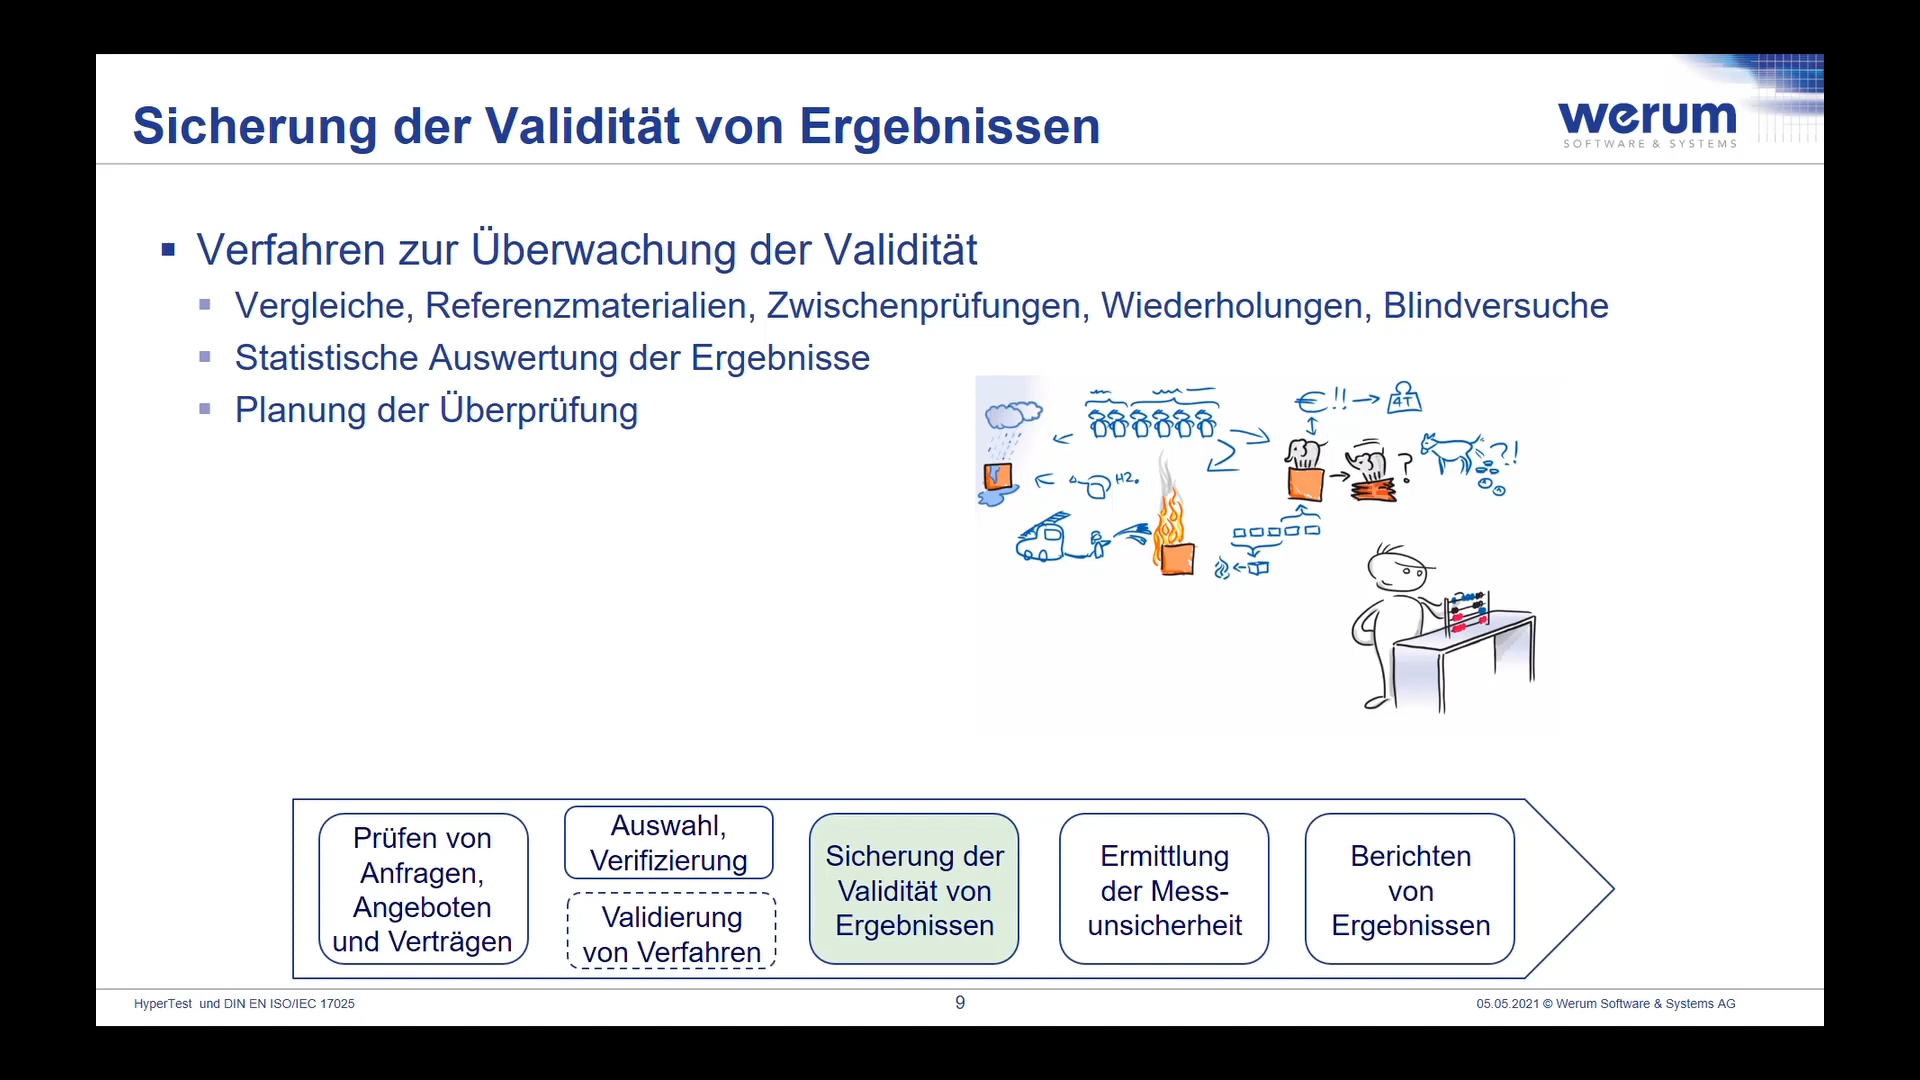 Sicherung der Validität von Ergebnissen
werum
SOFTWARE & SYSTEMS
Verfahren zur Überwachung der Validität
Vergleiche, Referenzmaterialien, Zwischenprüfungen, Wiederholungen, Blindversuche
Statistische Auswertung der Ergebnisse
Planung der Überprüfung
€!! 4T
H2.
? ?!
Prüfen von
Anfragen,
Angeboten
und Verträgen
Auswahl,
Verifizierung
Validierung
von Verfahren
Sicherung der
Validität von
Ergebnissen
Ermittlung
der Mess-
unsicherheit
Berichten
von
Ergebnissen
HyperTest und DIN EN ISO/IEC 17025
9
05.05.2021 © Werum Software & Systems AG